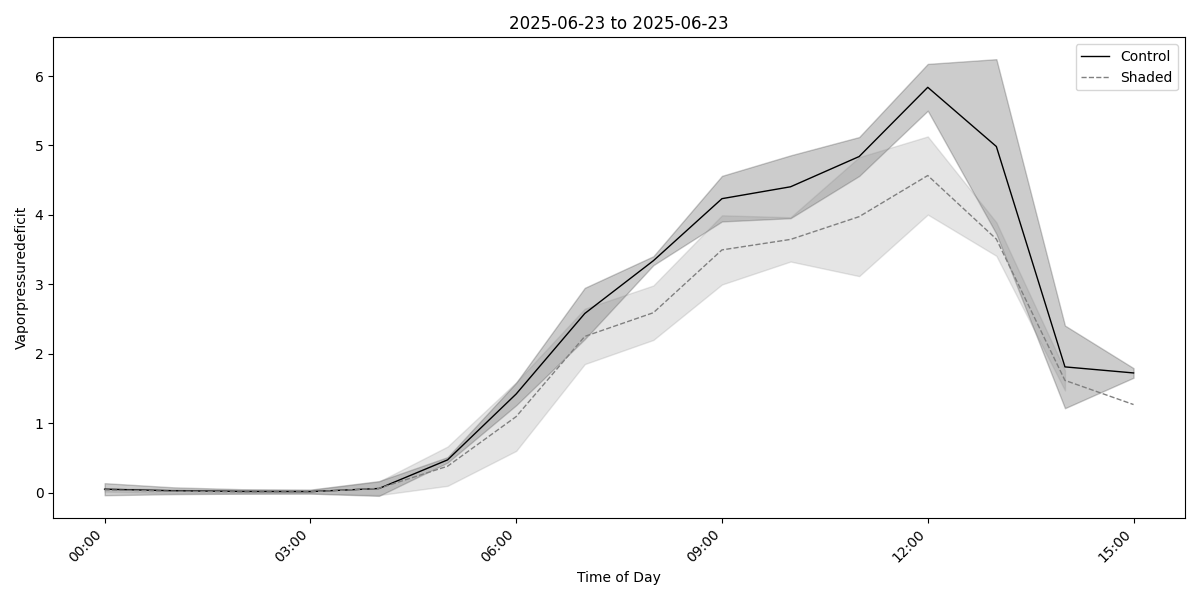 2025-06-23 to 2025-06-23
Control
Shaded
Vaporpressuredeficit
6
5
4
3
2
1
0
00:00 03:00 06:00 09:00 12:00 15:00
Time of Day